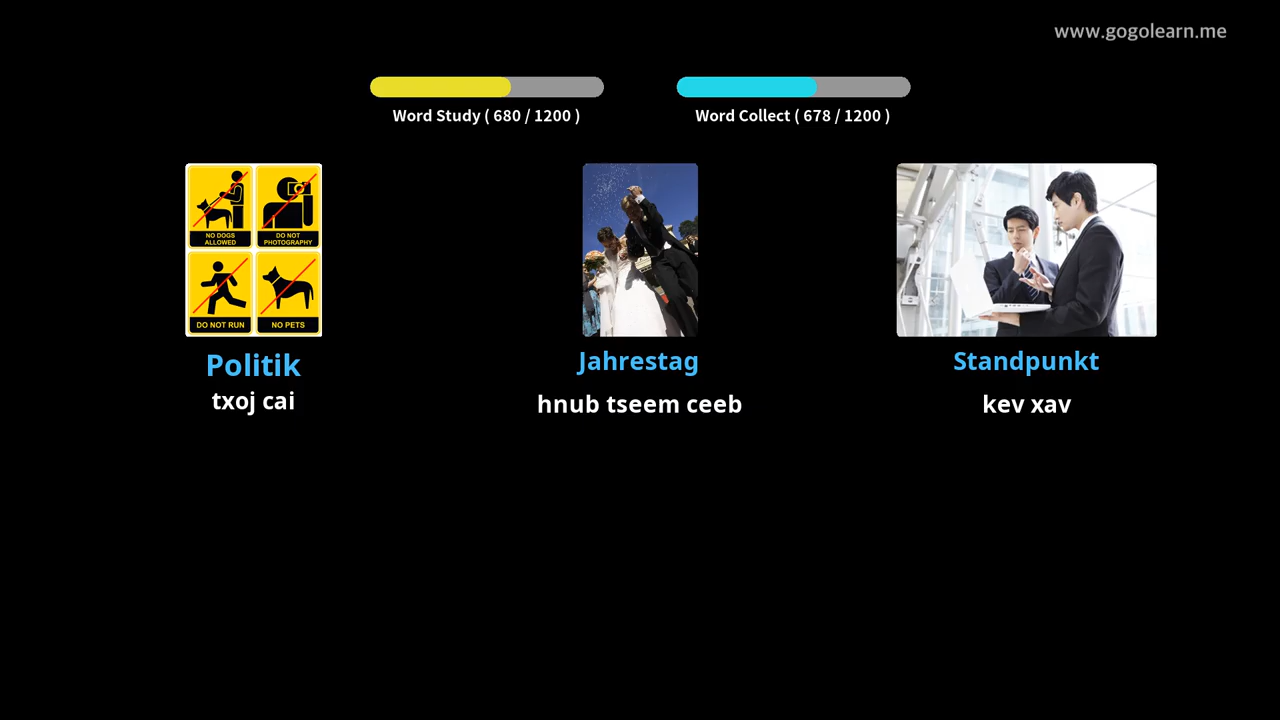 www.gogolearn.me
Word Study ( 680 / 1200 )
Word Collect ( 678 / 1200 )
NO DOGS
ALLOWED
DO NOT
PHOTOGRAPHY
DO NOT RUN
NO PETS
Politik
txoj cai
Jahrestag
hnub tseem ceeb
Standpunkt
kev xav